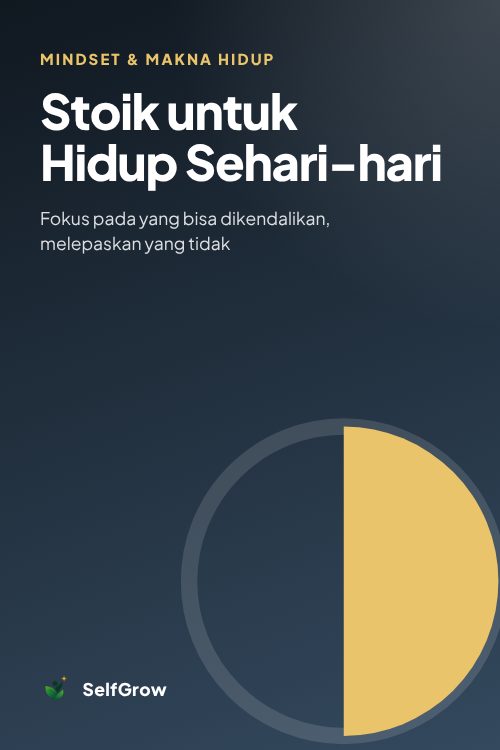 MINDSET & MAKNA HIDUP
Stoik untuk
Hidup Sehari-hari
Fokus pada yang bisa dikendalikan,
melepaskan yang tidak
SelfGrow